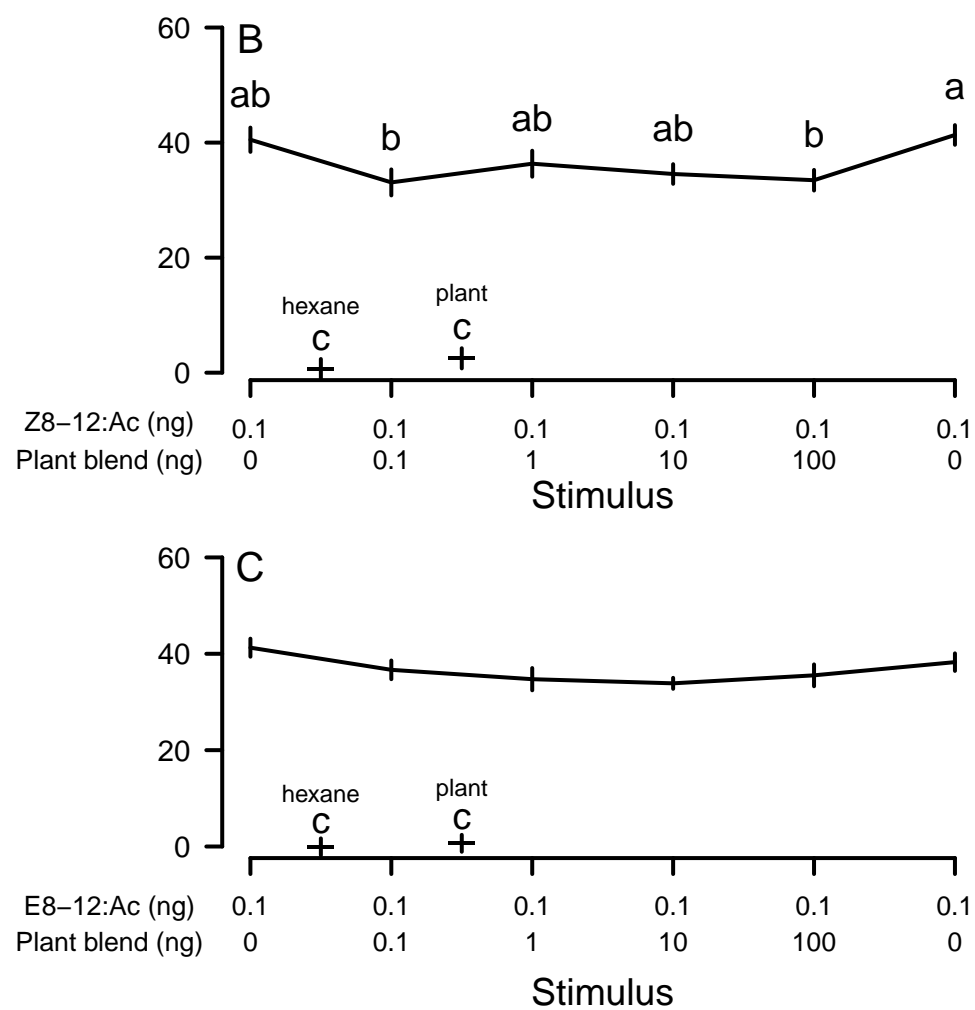 60
B
ab
b
ab
ab
b
a
40
20
hexane
plant
c
c
0
Z8−12:Ac (ng) 0.1 0.1 0.1 0.1 0.1 0.1
Plant blend (ng) 0 0.1 1 10 100 0
Stimulus
60
C
40
20
hexane
plant
c
c
0
E8−12:Ac (ng) 0.1 0.1 0.1 0.1 0.1 0.1
Plant blend (ng) 0 0.1 1 10 100 0
Stimulus